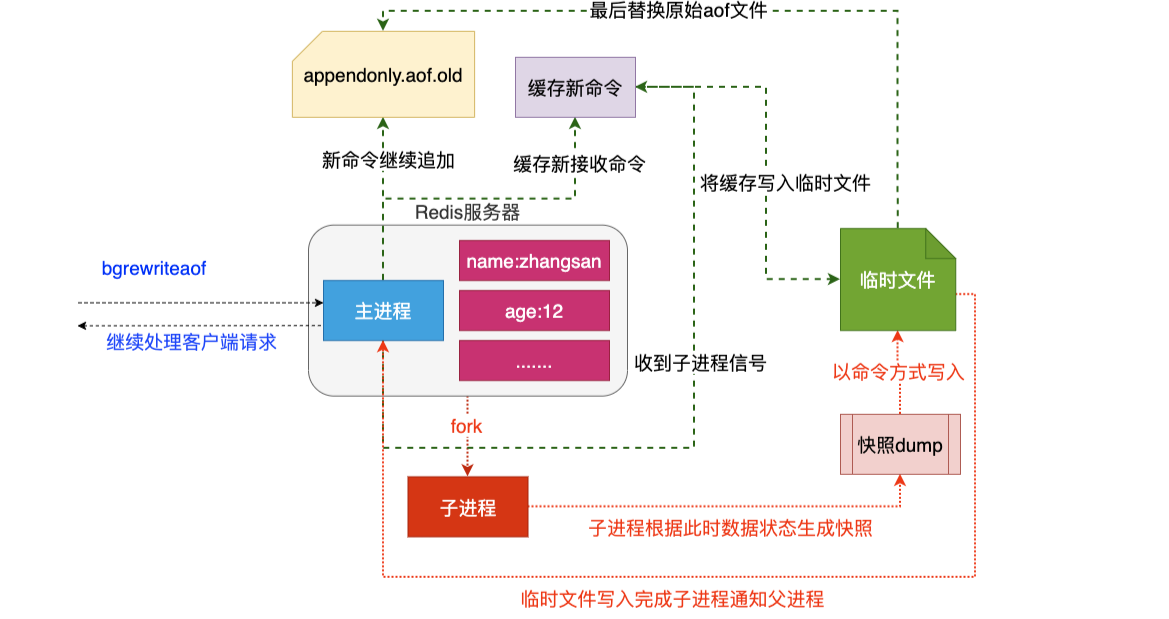 最后替换原始aof文件
appendonly.aof.old
缓存新命令
新命令继续追加
缓存新接收命令
将缓存写入临时文件
Redis服务器
bgrewriteaof
name:zhangsan
主进程
age:12
临时文件
继续处理客户端请求
.......
收到子进程信号
以命令方式写入
fork
快照dump
子进程
子进程根据此时数据状态生成快照
临时文件写入完成子进程通知父进程